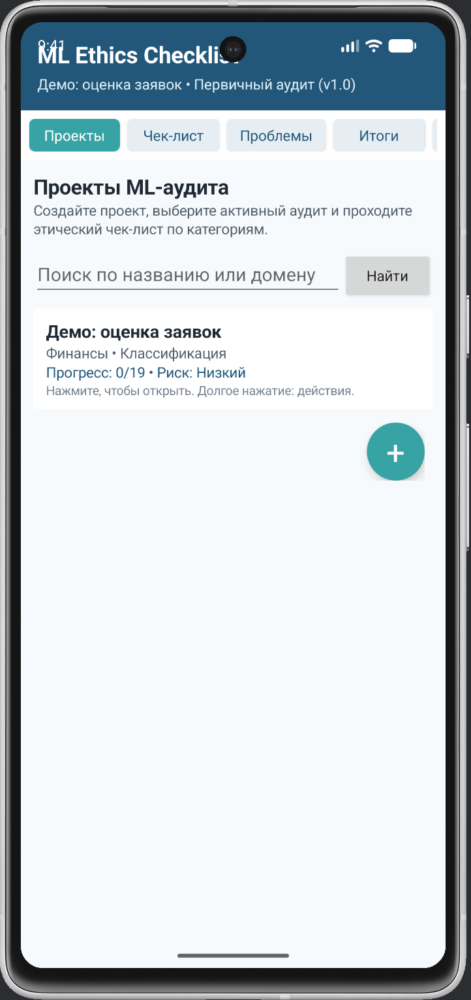 9:41
ML Ethics Checklist
Демо: оценка заявок • Первичный аудит (v1.0)
Проекты
Чек-лист
Проблемы
Итоги
Проекты ML-аудита
Создайте проект, выберите активный аудит и проходите
этический чек-лист по категориям.
Поиск по названию или домену
Найти
Демо: оценка заявок
Финансы • Классификация
Прогресс: 0/19 • Риск: Низкий
Нажмите, чтобы открыть. Долгое нажатие: действия.
+